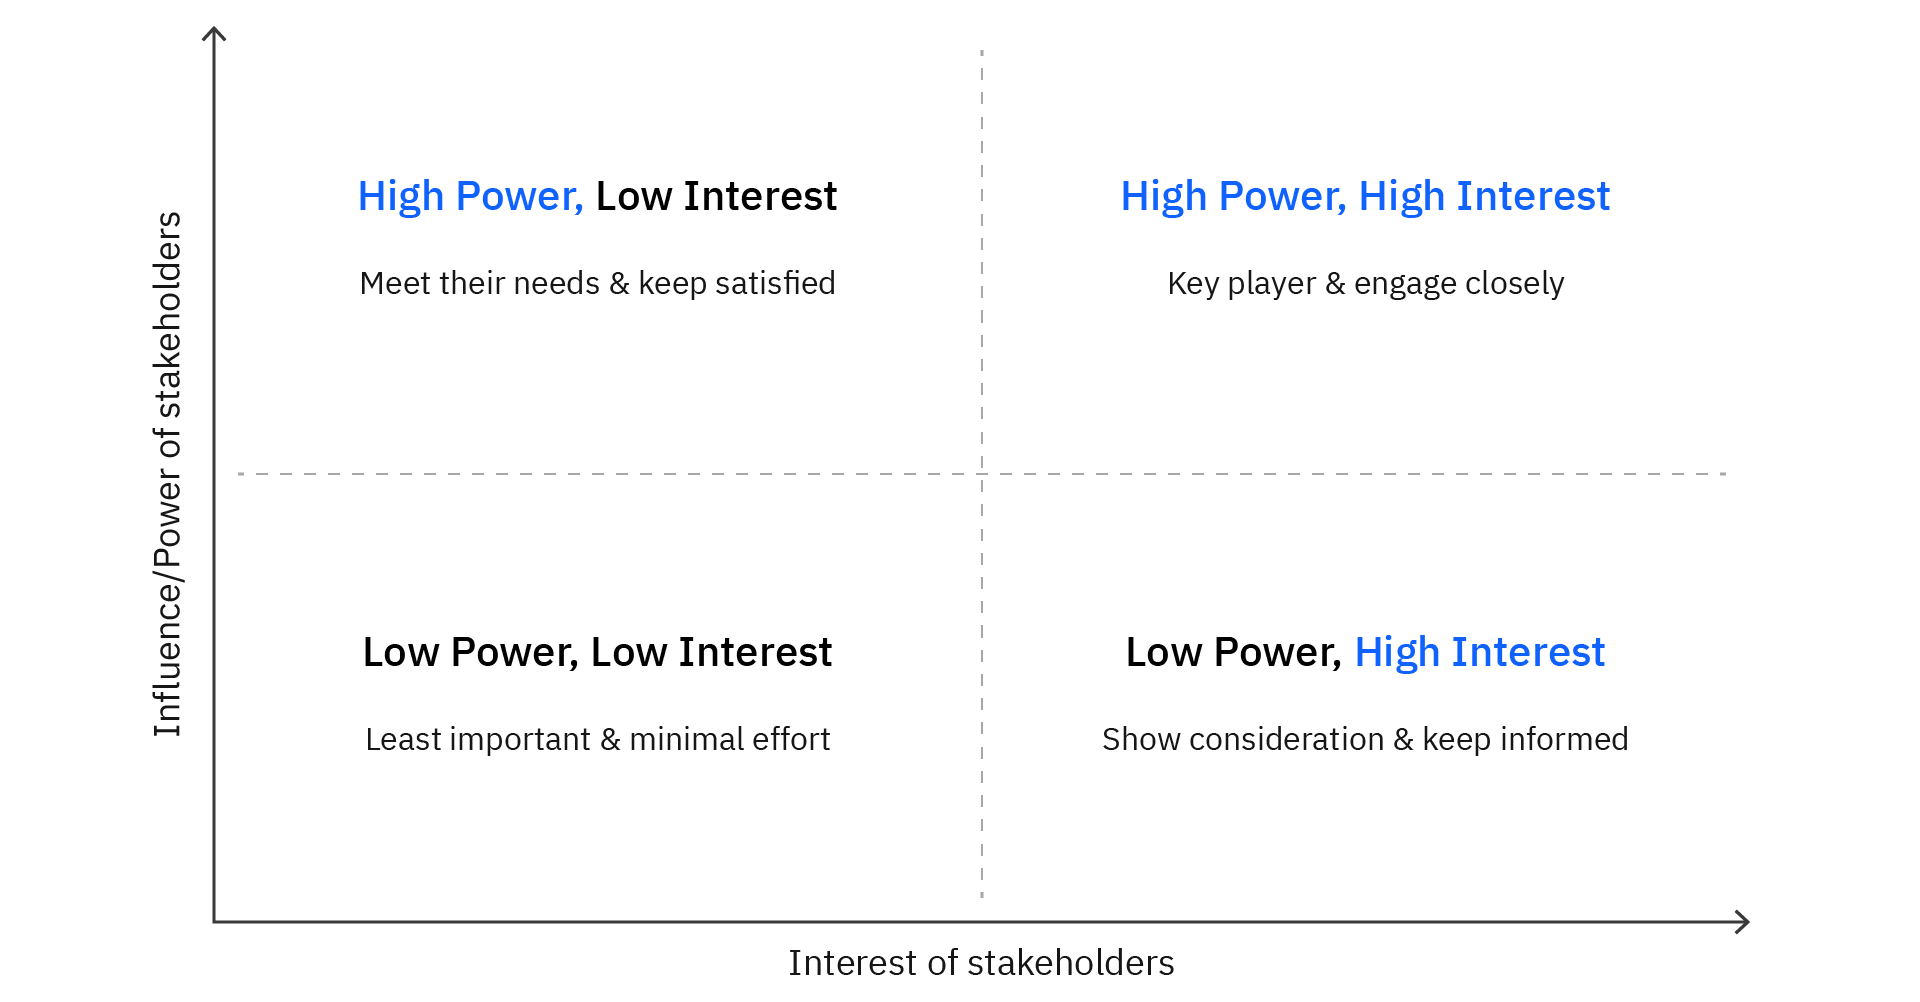 Influence/Power of stakeholders
High Power, Low Interest
Meet their needs & keep satisfied
High Power, High Interest
Key player & engage closely
Low Power, Low Interest
Least important & minimal effort
Low Power, High Interest
Show consideration & keep informed
Interest of stakeholders